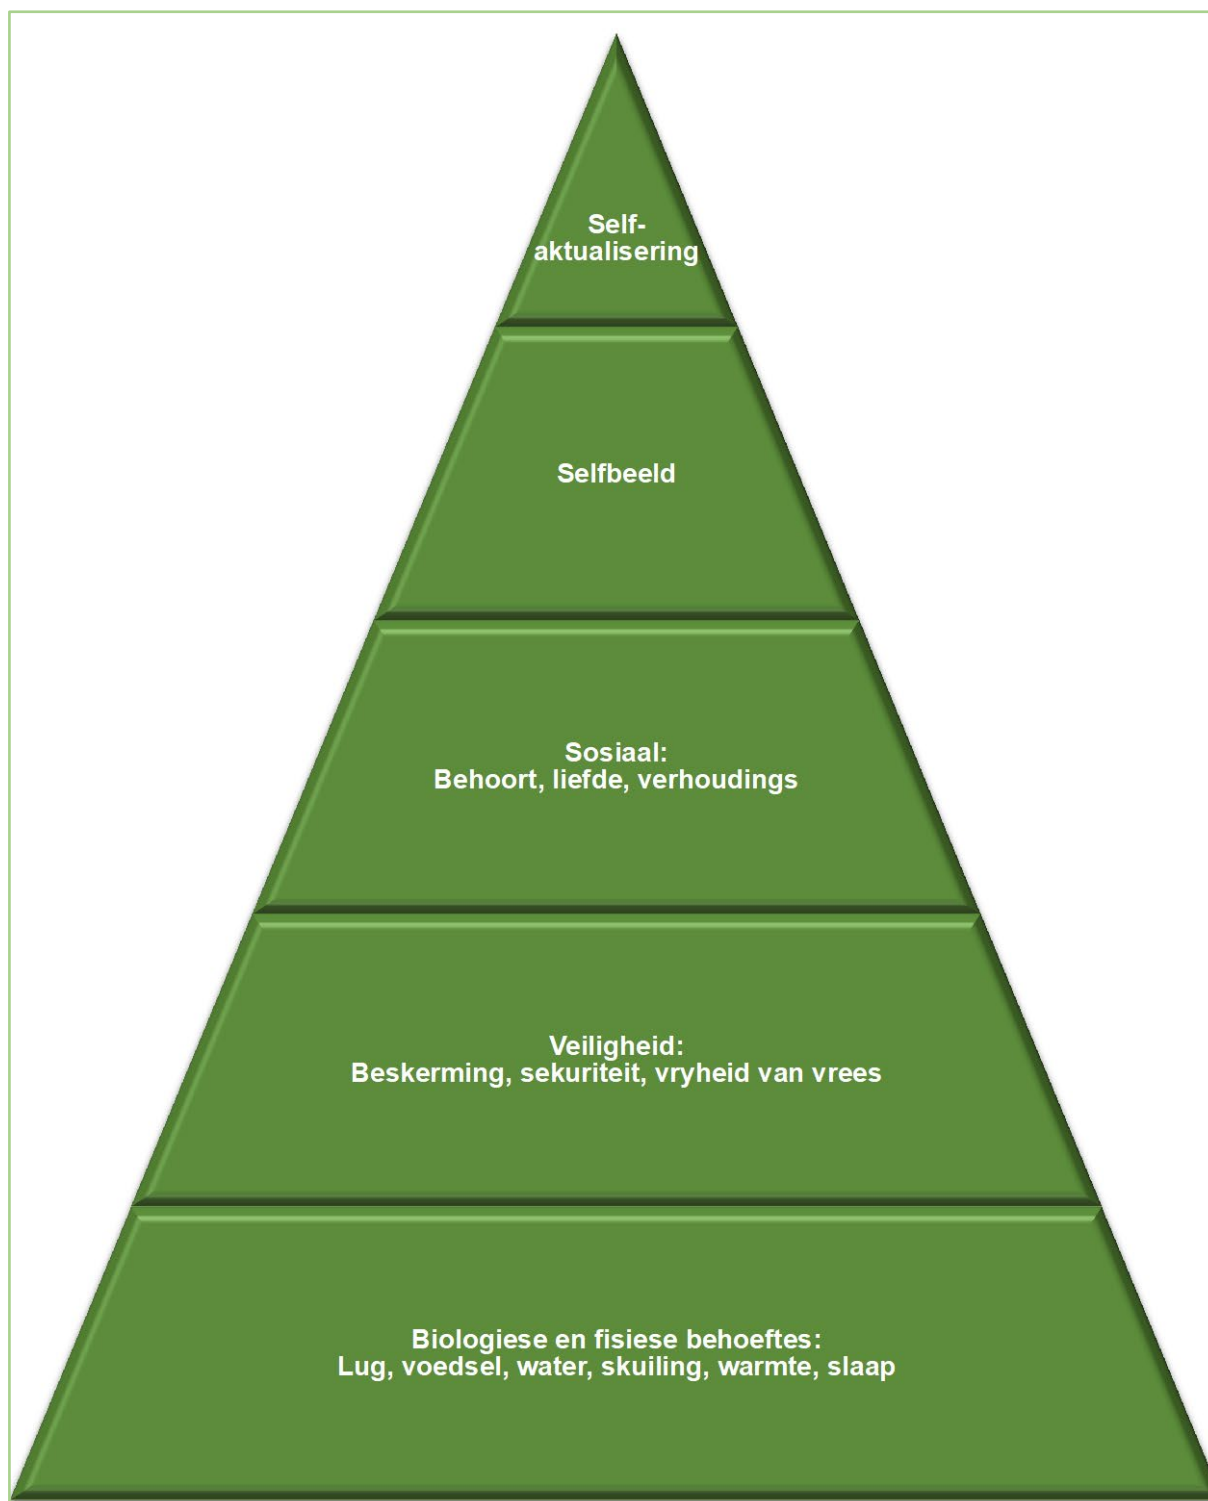 Self-
aktualisering
Selfbeeld
Sosiaal:
Behoort, liefde, verhoudings
Veiligheid:
Beskerming, sekuriteit, vryheid van vrees
Biologiese en fisiese behoeftes:
Lug, voedsel, water, skuiling, warmte, slaap